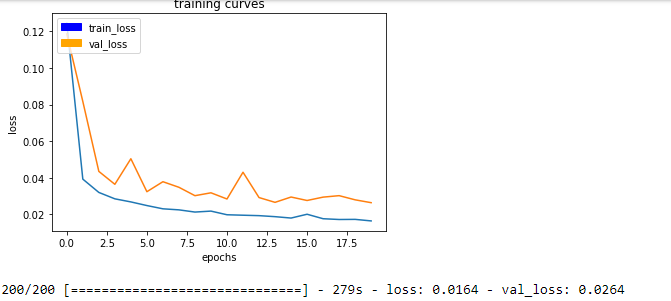 training curves
train_loss
val_loss
0.12
0.10
0.08
0.06
0.04
0.02
loss
0.0 2.5 5.0 7.5 10.0 12.5 15.0 17.5
epochs
200/200 [==============================] - 279s - loss: 0.0164 - val_loss: 0.0264